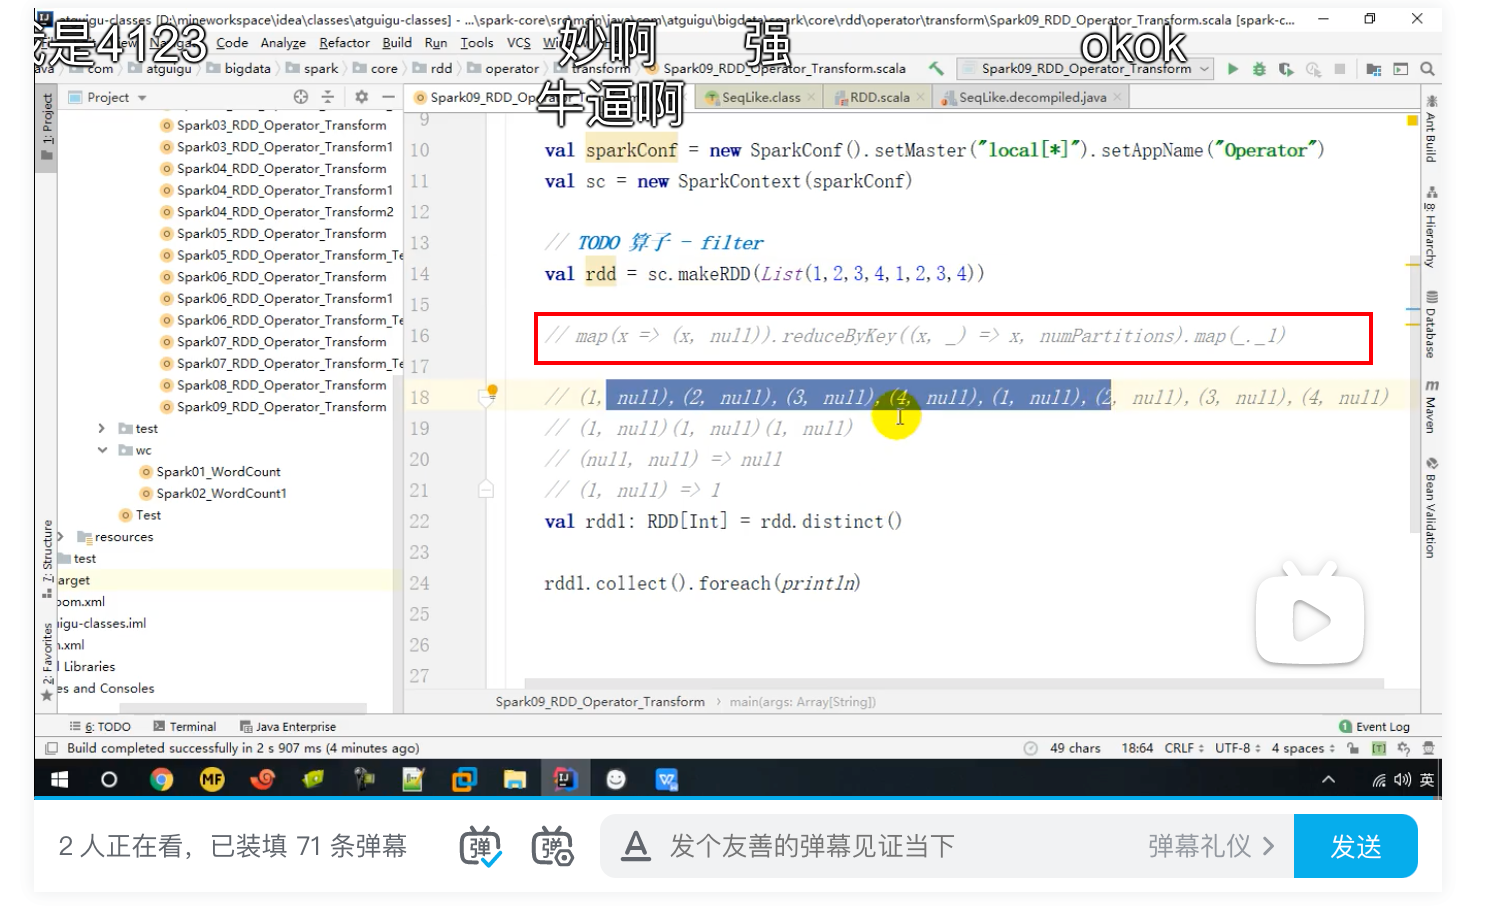 atguigu-classes [D:\mineworkspace\idea\classes\atguigu-classes] - ...\spark-core\src\main\java\com\atguigu\bigdata\spark\core\rdd\operator\transform\Spark09_RDD_Operator_Transform.scala [spark-c...
我是4123
妙啊
强
okok
Code Analyze Refactor Build Run Tools VCS
com atguigu bigdata spark core rdd operator transform Spark09_RDD_Operator_Transform.scala Spark09_RDD_Operator_Transform
牛逼啊
1: Project
Project
SeqLike.class RDD.scala SeqLike.decompiled.java
Spark03_RDD_Operator_Transform
Spark03_RDD_Operator_Transform1
Spark04_RDD_Operator_Transform
Spark04_RDD_Operator_Transform1
Spark04_RDD_Operator_Transform2
Spark05_RDD_Operator_Transform
Spark05_RDD_Operator_Transform_Te
Spark06_RDD_Operator_Transform
Spark06_RDD_Operator_Transform1
Spark06_RDD_Operator_Transform_Te
Spark07_RDD_Operator_Transform
Spark07_RDD_Operator_Transform_Te
Spark08_RDD_Operator_Transform
Spark09_RDD_Operator_Transform
test
wc
Spark01_WordCount
Spark02_WordCount1
Test
resources
test
arget
pom.xml
iguigu-classes.iml
n.xml
l Libraries
es and Consoles
7: Structure
2: Favorites
9
10 val sparkConf = new SparkConf().setMaster("local[*]").setAppName("Operator")
11 val sc = new SparkContext(sparkConf)
12
13 // TODO 算子 - filter
14 val rdd = sc.makeRDD(List(1,2,3,4,1,2,3,4))
15
16 // map(x => (x, null)).reduceByKey((x, _) => x, numPartitions).map(_._1)
17
18 // (1, null),(2, null),(3, null),(4, null),(1, null),(2, null),(3, null),(4, null)
19 // (1, null)(1, null)(1, null)
20 // (null, null) => null
21 // (1, null) => 1
22 val rdd1: RDD[Int] = rdd.distinct()
23
24 rdd1.collect().foreach(println)
25
26
27
Ant Build
8: Hierarchy
Database
m Maven
Bean Validation
Spark09_RDD_Operator_Transform › main(args: Array[String])
6: TODO Terminal Java Enterprise 1 Event Log
Build completed successfully in 2 s 907 ms (4 minutes ago) 49 chars 18:64 CRLF UTF-8 4 spaces
MF
英
2 人正在看，已装填 71 条弹幕
弹 弹
A 发个友善的弹幕见证当下 弹幕礼仪 > 发送